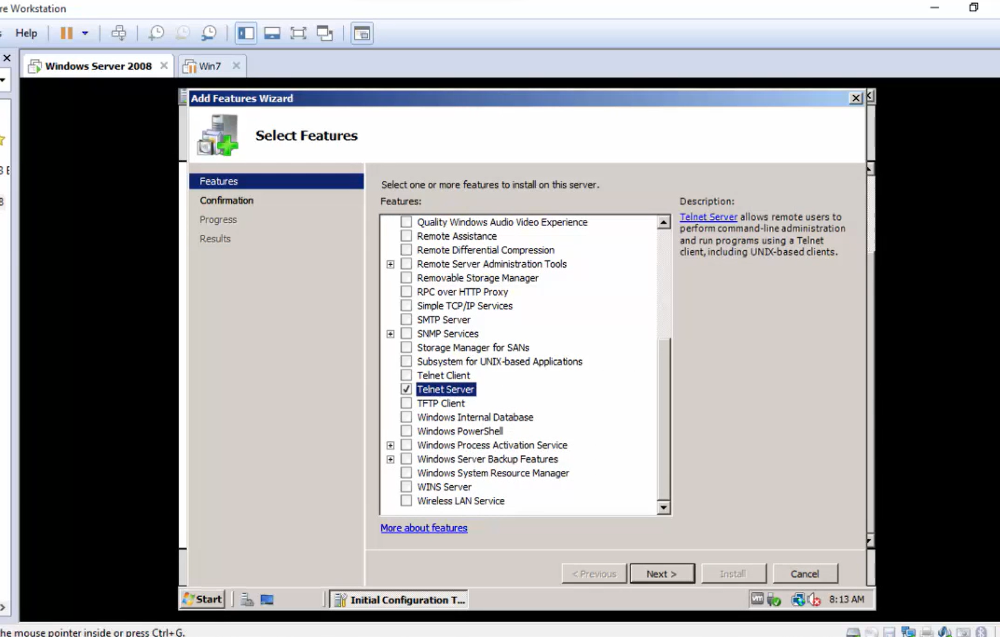 re Workstation
Help
Windows Server 2008
Win7
Add Features Wizard
Select Features
Features
Confirmation
Progress
Results
Select one or more features to install on this server.
Features:
Quality Windows Audio Video Experience
Remote Assistance
Remote Differential Compression
Remote Server Administration Tools
Removable Storage Manager
RPC over HTTP Proxy
Simple TCP/IP Services
SMTP Server
SNMP Services
Storage Manager for SANs
Subsystem for UNIX-based Applications
Telnet Client
Telnet Server
TFTP Client
Windows Internal Database
Windows PowerShell
Windows Process Activation Service
Windows Server Backup Features
Windows System Resource Manager
WINS Server
Wireless LAN Service
More about features
Description:
Telnet Server allows remote users to
perform command-line administration
and run programs using a Telnet
client, including UNIX-based clients.
< Previous
Next >
Install
Cancel
Start
Initial Configuration T...
8:13 AM
he mouse pointer inside or press Ctrl+G.